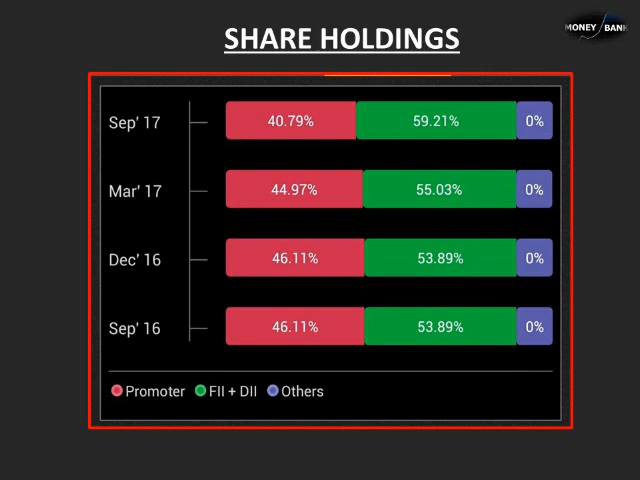 SHARE HOLDINGS
MONEY BANK
Sep' 17 40.79% 59.21% 0%
Mar' 17 44.97% 55.03% 0%
Dec' 16 46.11% 53.89% 0%
Sep' 16 46.11% 53.89% 0%
Promoter FII + DII Others